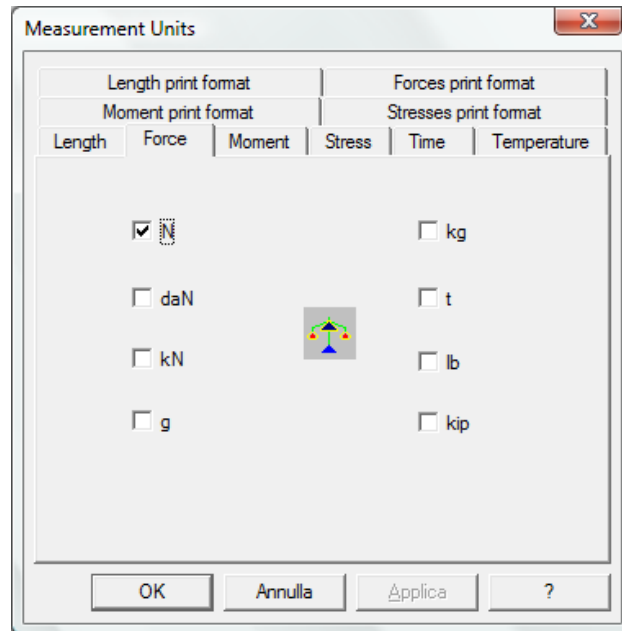 Measurement Units
Length print format Forces print format
Moment print format Stresses print format
Length Force Moment Stress Time Temperature
N kg
daN t
kN lb
g kip
OK Annulla Applica ?